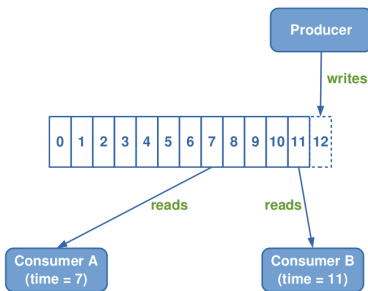 Producer
writes
0 1 2 3 4 5 6 7 8 9 10 11 12
reads reads
Consumer A
(time = 7)
Consumer B
(time = 11)